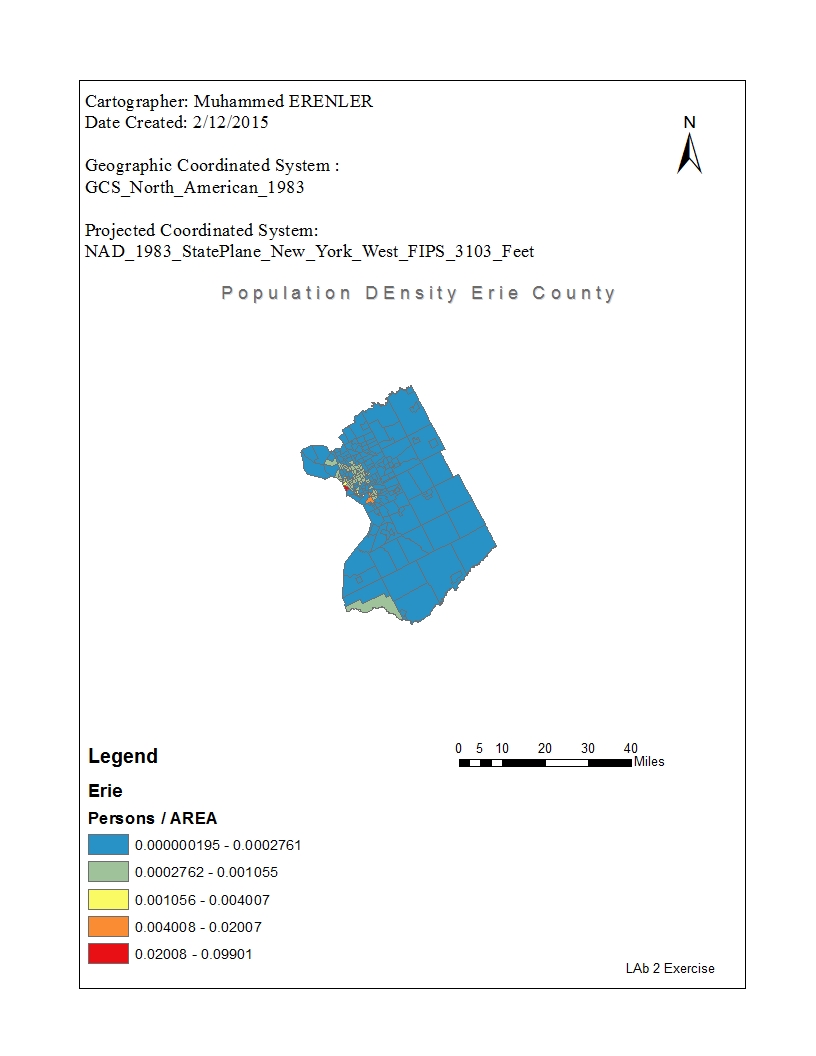 Cartographer: Muhammed ERENLER
Date Created: 2/12/2015
Geographic Coordinated System :
GCS_North_American_1983
Projected Coordinated System:
NAD_1983_StatePlane_New_York_West_FIPS_3103_Feet
N
Population DEnsity Erie County
Legend
Erie
Persons / AREA
0.000000195 - 0.0002761
0.0002762 - 0.001055
0.001056 - 0.004007
0.004008 - 0.02007
0.02008 - 0.09901
0 5 10 20 30 40
Miles
LAb 2 Exercise